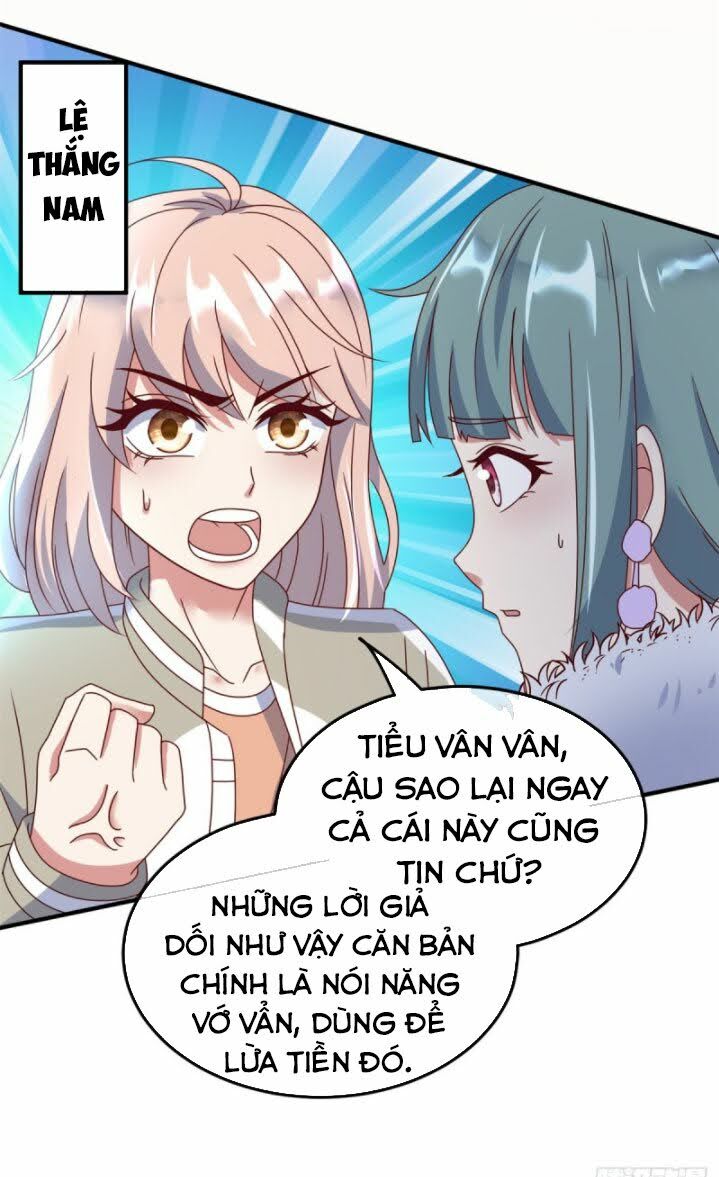 LỆ
THẮNG
NAM
TIỂU VÂN VÂN,
CẬU SAO LẠI NGAY
CẢ CÁI NÀY CŨNG
TIN CHỨ?
NHỮNG LỜI GIẢ
DỐI NHƯ VẬY CĂN BẢN
CHÍNH LÀ NÓI NĂNG
VỚ VẨN, DÙNG ĐỂ
LỪA TIỀN ĐÓ.